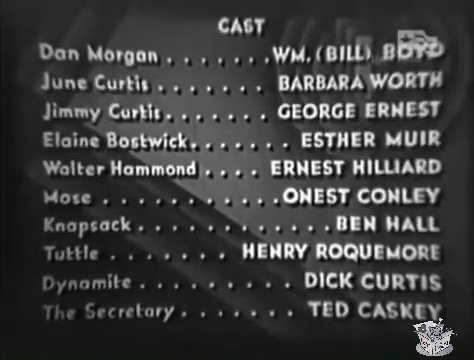 CAST
Dan Morgan . . . . . . . WM. (BILL) BOYD
June Curtis . . . . . . . BARBARA WORTH
Jimmy Curtis. . . . . . . GEORGE ERNEST
Elaine Bostwick. . . . . . . ESTHER MUIR
Walter Hammond . . . . ERNEST HILLIARD
Mose . . . . . . . . . . . .ONEST CONLEY
Knapsack . . . . . . . . . . . .BEN HALL
Tuttle . . . . . . . HENRY ROQUEMORE
Dynamite . . . . . . . . . DICK CURTIS
The Secretary . . . . . . . TED CASKEY